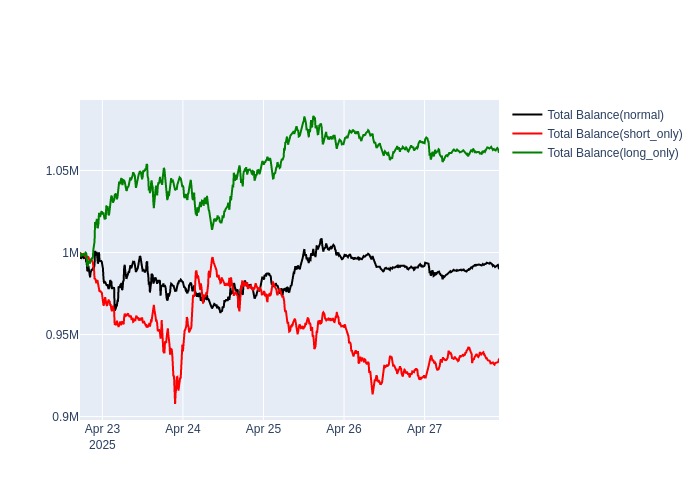 Total Balance(normal)
Total Balance(short_only)
Total Balance(long_only)
1.05M
1M
0.95M
0.9M
Apr 23
2025
Apr 24
Apr 25
Apr 26
Apr 27